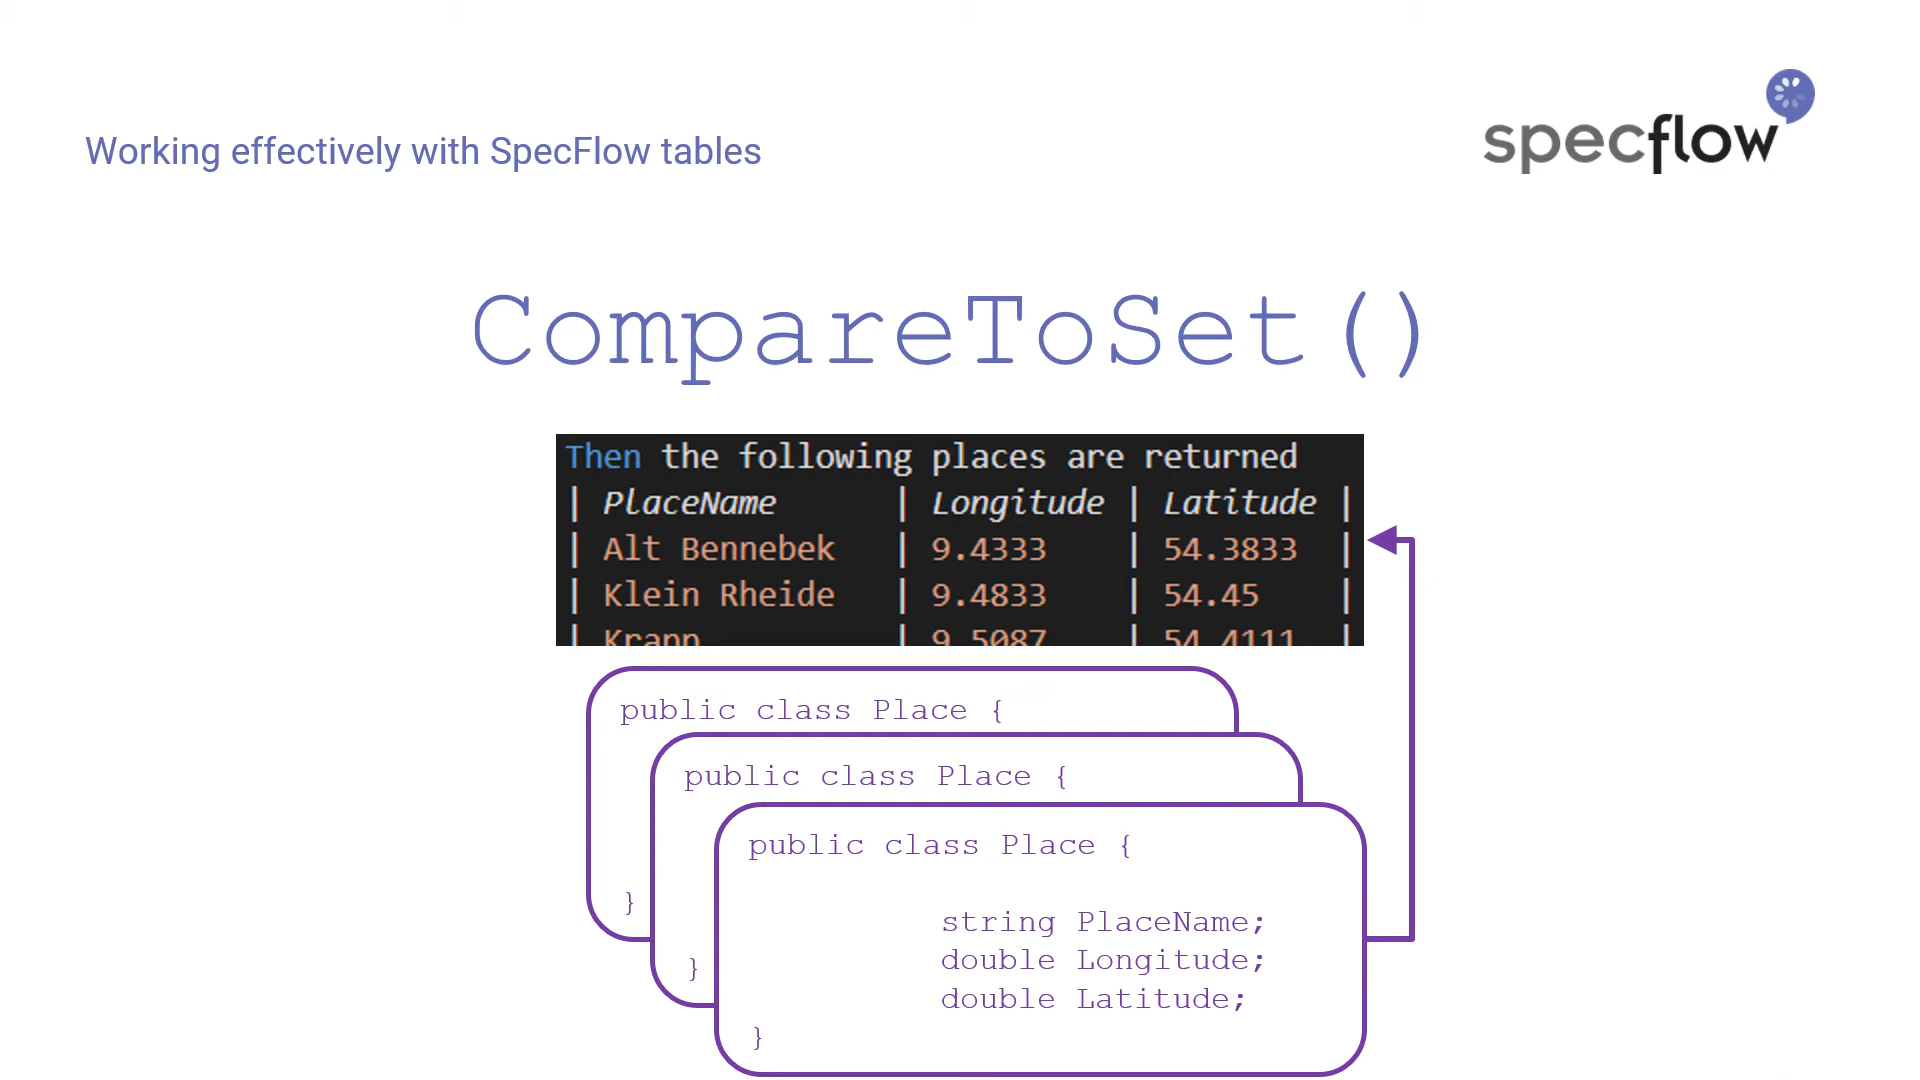 Working effectively with SpecFlow tables
specflow
CompareToSet()
Then the following places are returned
| PlaceName | Longitude | Latitude |
| Alt Bennebek | 9.4333 | 54.3833 |
| Klein Rheide | 9.4833 | 54.45 |
| Krapp | 9.5087 | 54.4111 |
public class Place {
}
public class Place {
}
public class Place {
string PlaceName;
double Longitude;
double Latitude;
}